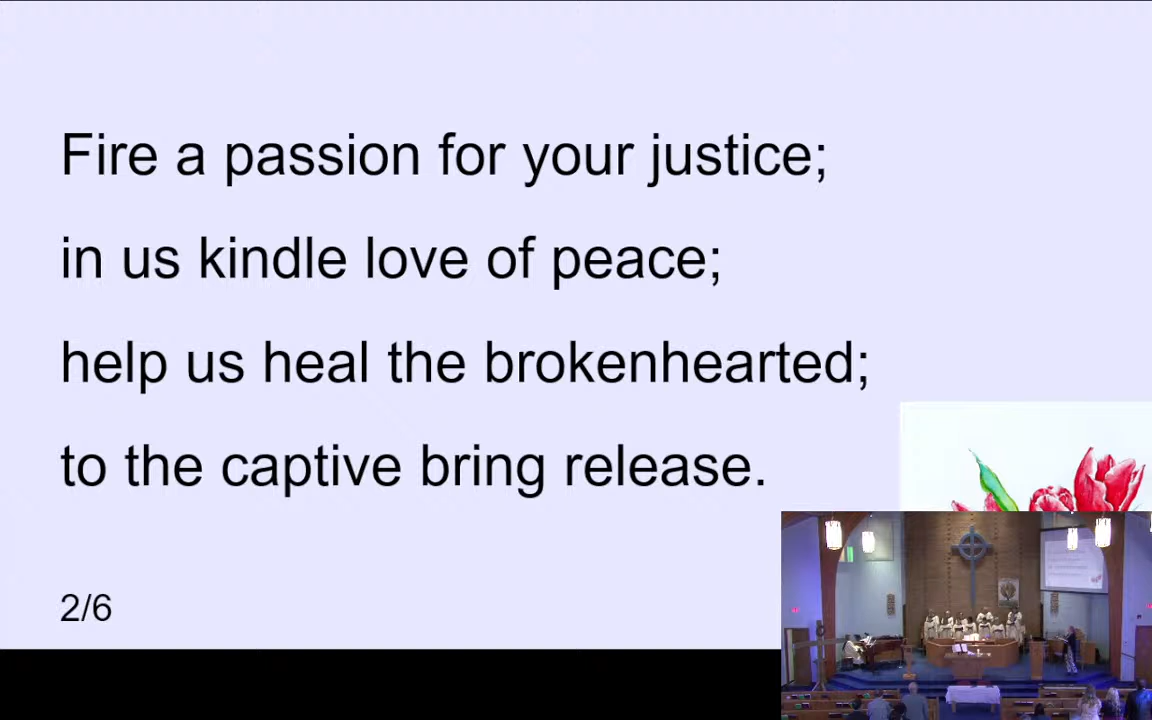 Fire a passion for your justice;
in us kindle love of peace;
help us heal the brokenhearted;
to the captive bring release.
2/6